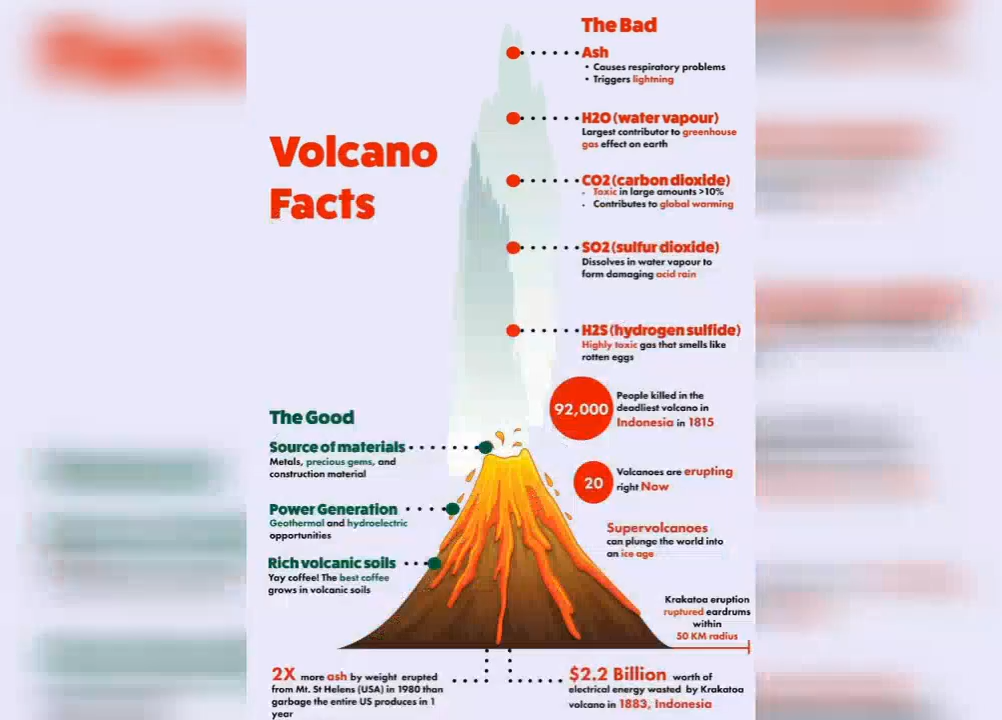 Volcano
Facts
The Bad
Ash
• Causes respiratory problems
• Triggers lightning
H2O (water vapour)
Largest contributor to greenhouse
gas effect on earth
CO2 (carbon dioxide)
• Toxic in large amounts >10%
• Contributes to global warming
SO2 (sulfur dioxide)
Dissolves in water vapour to
form damaging acid rain
H2S (hydrogen sulfide)
Highly toxic gas that smells like
rotten eggs
92,000
People killed in the
deadliest volcano in
Indonesia in 1815
20
Volcanoes are erupting
right Now
Supervolcanoes
can plunge the world into
an ice age
Krakatoa eruption
ruptured eardrums
within
50 KM radius
The Good
Source of materials
Metals, precious gems, and
construction material
Power Generation
Geothermal and hydroelectric
opportunities
Rich volcanic soils
Yay coffee! The best coffee
grows in volcanic soils
2X more ash by weight erupted
from Mt. St Helens (USA) in 1980 than
garbage the entire US produces in 1
year
$2.2 Billion worth of
electrical energy wasted by Krakatoa
volcano in 1883, Indonesia